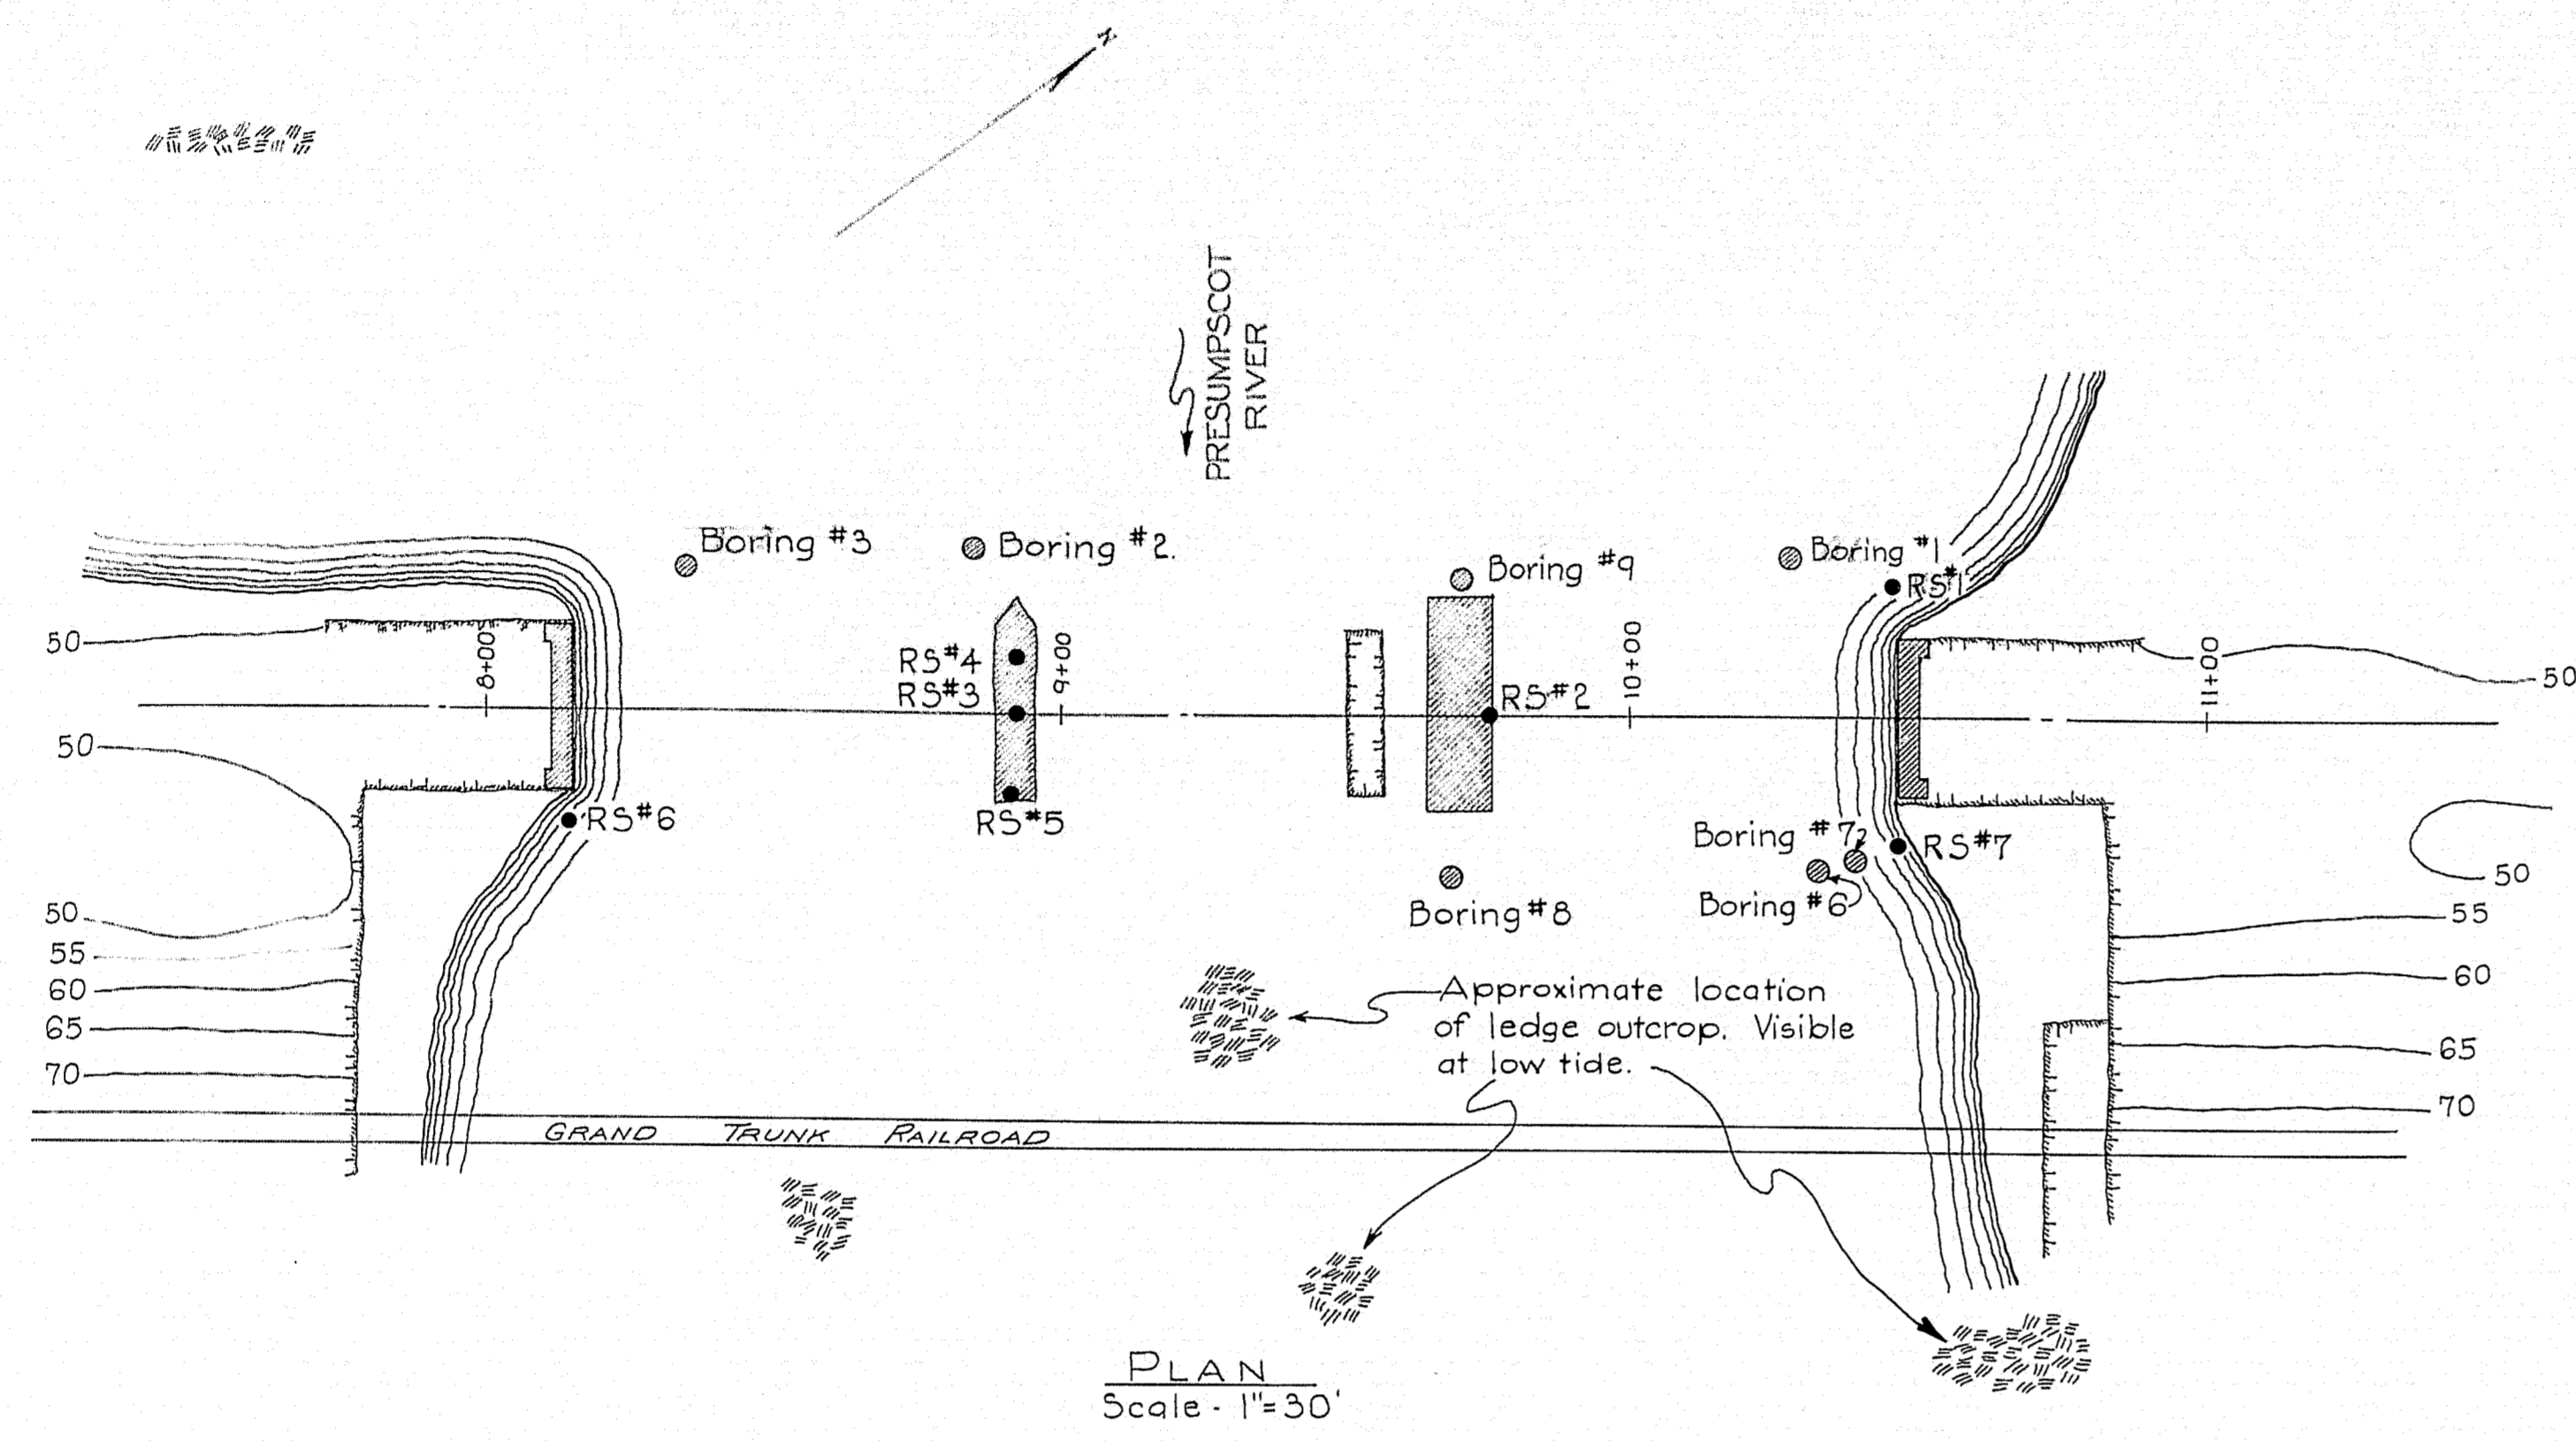 N
PRESUMPSCOT
RIVER
Boring #3
Boring #2.
Boring #9
Boring #1
RS#1
50
8+00
RS#4
RS#3
9+00
10+00
RS#2
11+00
50
50
RS#6
RS#5
Boring #7
RS#7
Boring #6
Boring #8
50
50
55
60
65
70
55
60
65
70
Approximate location
of ledge outcrop. Visible
at low tide.
GRAND TRUNK RAILROAD
PLAN
Scale - 1"=30'